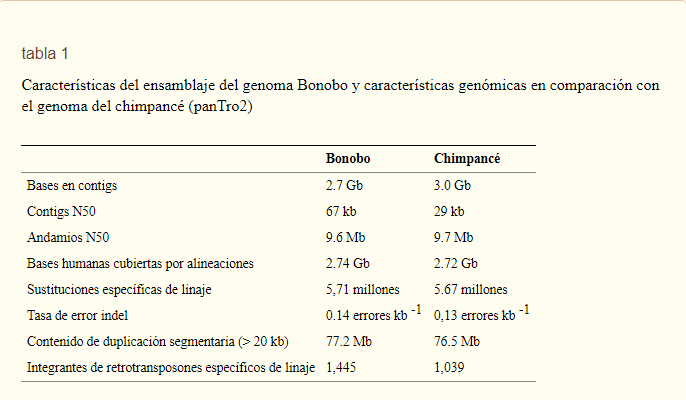 tabla 1
Características del ensamblaje del genoma Bonobo y características genómicas en comparación con
el genoma del chimpancé (panTro2)
Bonobo Chimpancé
Bases en contigs 2.7 Gb 3.0 Gb
Contigs N50 67 kb 29 kb
Andamios N50 9.6 Mb 9.7 Mb
Bases humanas cubiertas por alineaciones 2.74 Gb 2.72 Gb
Sustituciones específicas de linaje 5,71 millones 5.67 millones
Tasa de error indel 0.14 errores kb -1 0,13 errores kb -1
Contenido de duplicación segmentaria (> 20 kb) 77.2 Mb 76.5 Mb
Integrantes de retrotransposones específicos de linaje 1,445 1,039